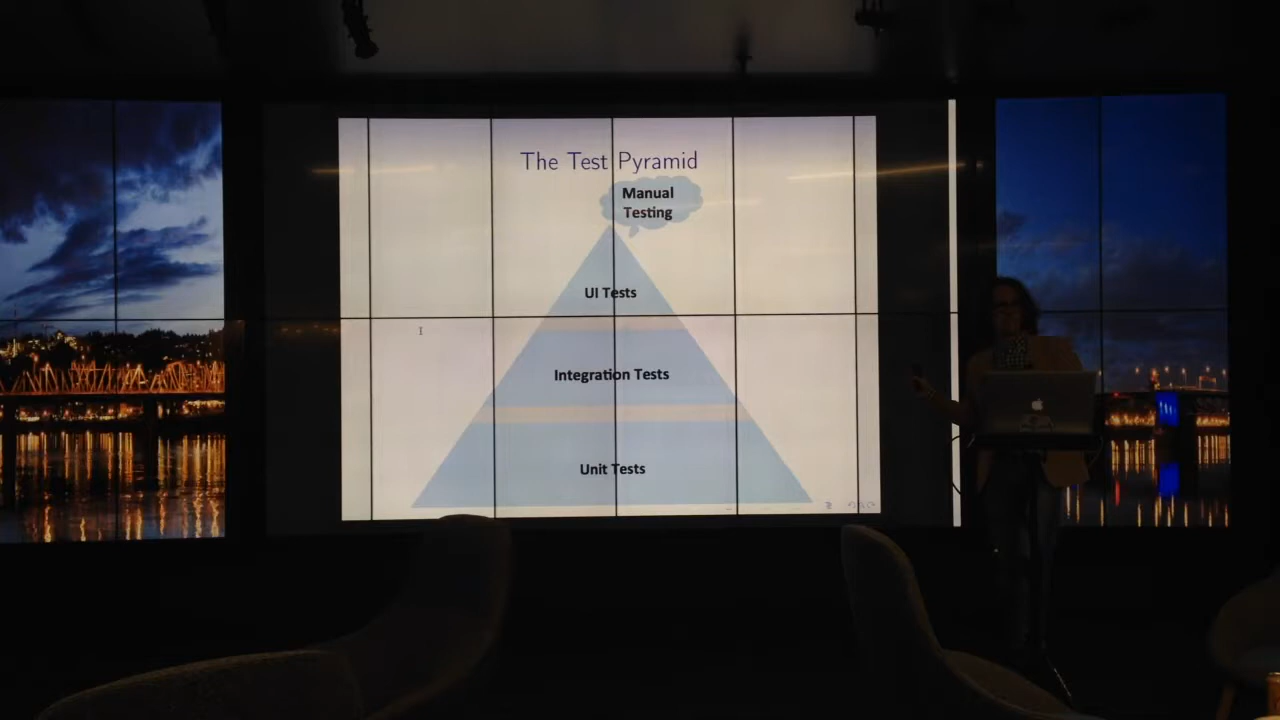 The Test Pyramid
Manual
Testing
UI Tests
Integration Tests
Unit Tests